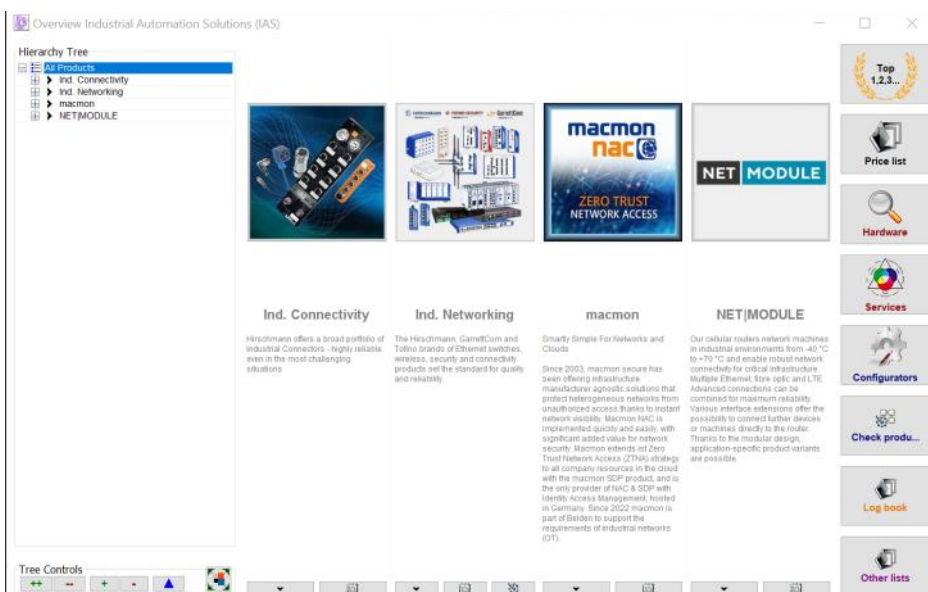 Overview Industrial Automation Solutions (IAS)
Hierarchy Tree
All Products
Ind. Connectivity
Ind. Networking
macmon
NET|MODULE
HIRSCHMANN
TOFINO SECURITY
GarrettCom
macmon
nac
ZERO TRUST
NETWORK ACCESS
NET MODULE
Ind. Connectivity
Hirschmann offers a broad portfolio of
Industrial Connectors - highly reliable
even in the most challenging
situations
Ind. Networking
The Hirschmann, GarrettCom and
Tofino brands of Ethernet switches,
wireless, security and connectivity
products set the standard for quality
and reliability.
macmon
Smartly Simple For Networks and
Clouds
Since 2003, macmon secure has
been offering infrastructure
manufacturer agnostic solutions that
protect heterogeneous networks from
unauthorized access thanks to instant
network visibility. Macmon NAC is
implemented quickly and easily, with
significant added value for network
security. Macmon extends ist Zero
Trust Network Access (ZTNA) strategy
to all company resources in the cloud
with the macmon SDP product, and is
the only provider of NAC & SDP with
Identity Access Management, hosted
in Germany. Since 2022 macmon is
part of Belden to support the
requirements of industrial networks
(OT).
NET|MODULE
Our cellular routers network machines
in industrial environments from -40 °C
to +70 °C and enable robust network
connectivity for critical infrastructure.
Multiple Ethernet, fibre optic and LTE
Advanced connections can be
combined for maximum reliability.
Various interface extensions offer the
possibility to connect further devices
or machines directly to the router.
Thanks to the modular design,
application-specific product variants
are possible.
Top
1,2,3...
Price list
Hardware
Services
Configurators
Check produ...
Log book
Other lists
Tree Controls
++ -- + -